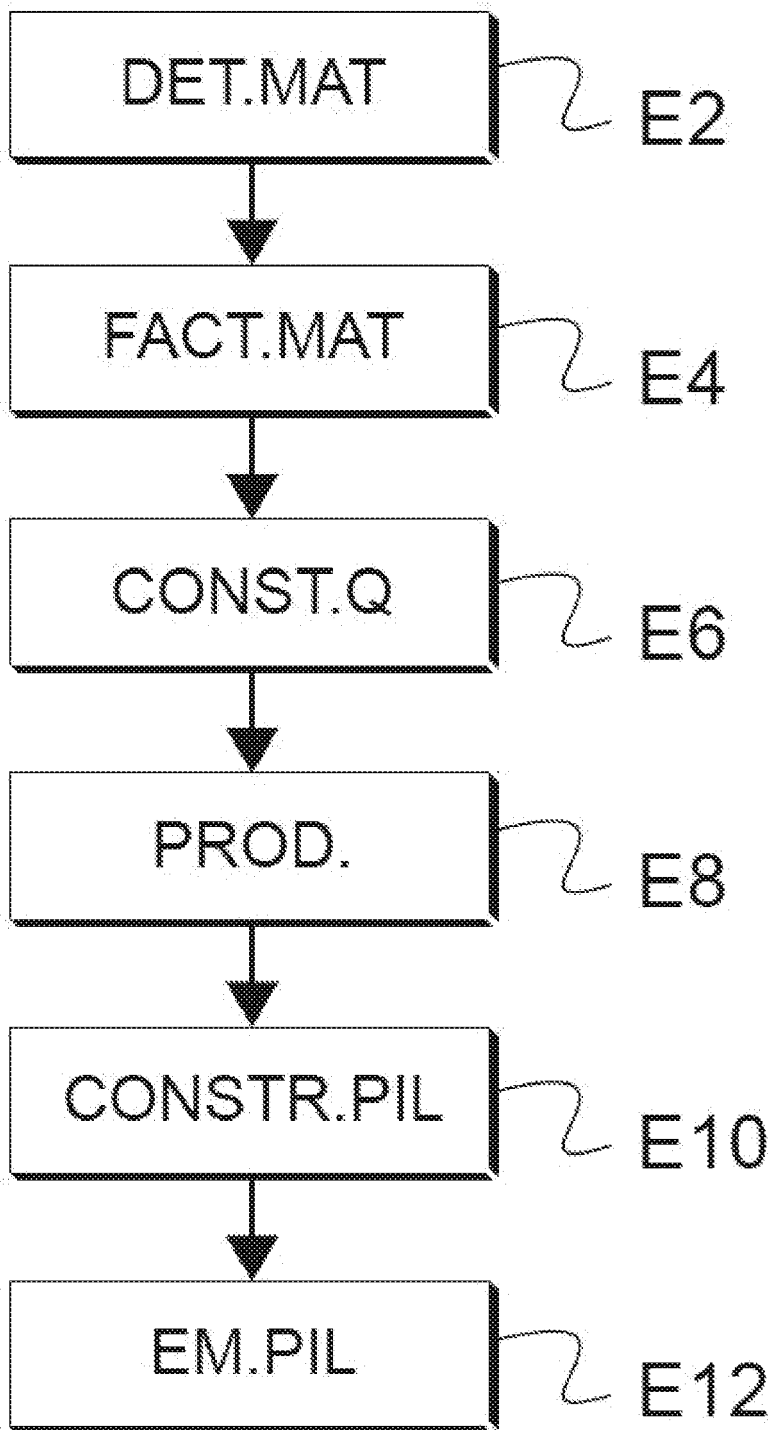 DET.MAT
E2
FACT.MAT
E4
CONST.Q
E6
PROD.
E8
CONSTR.PIL
E10
EM.PIL
E12